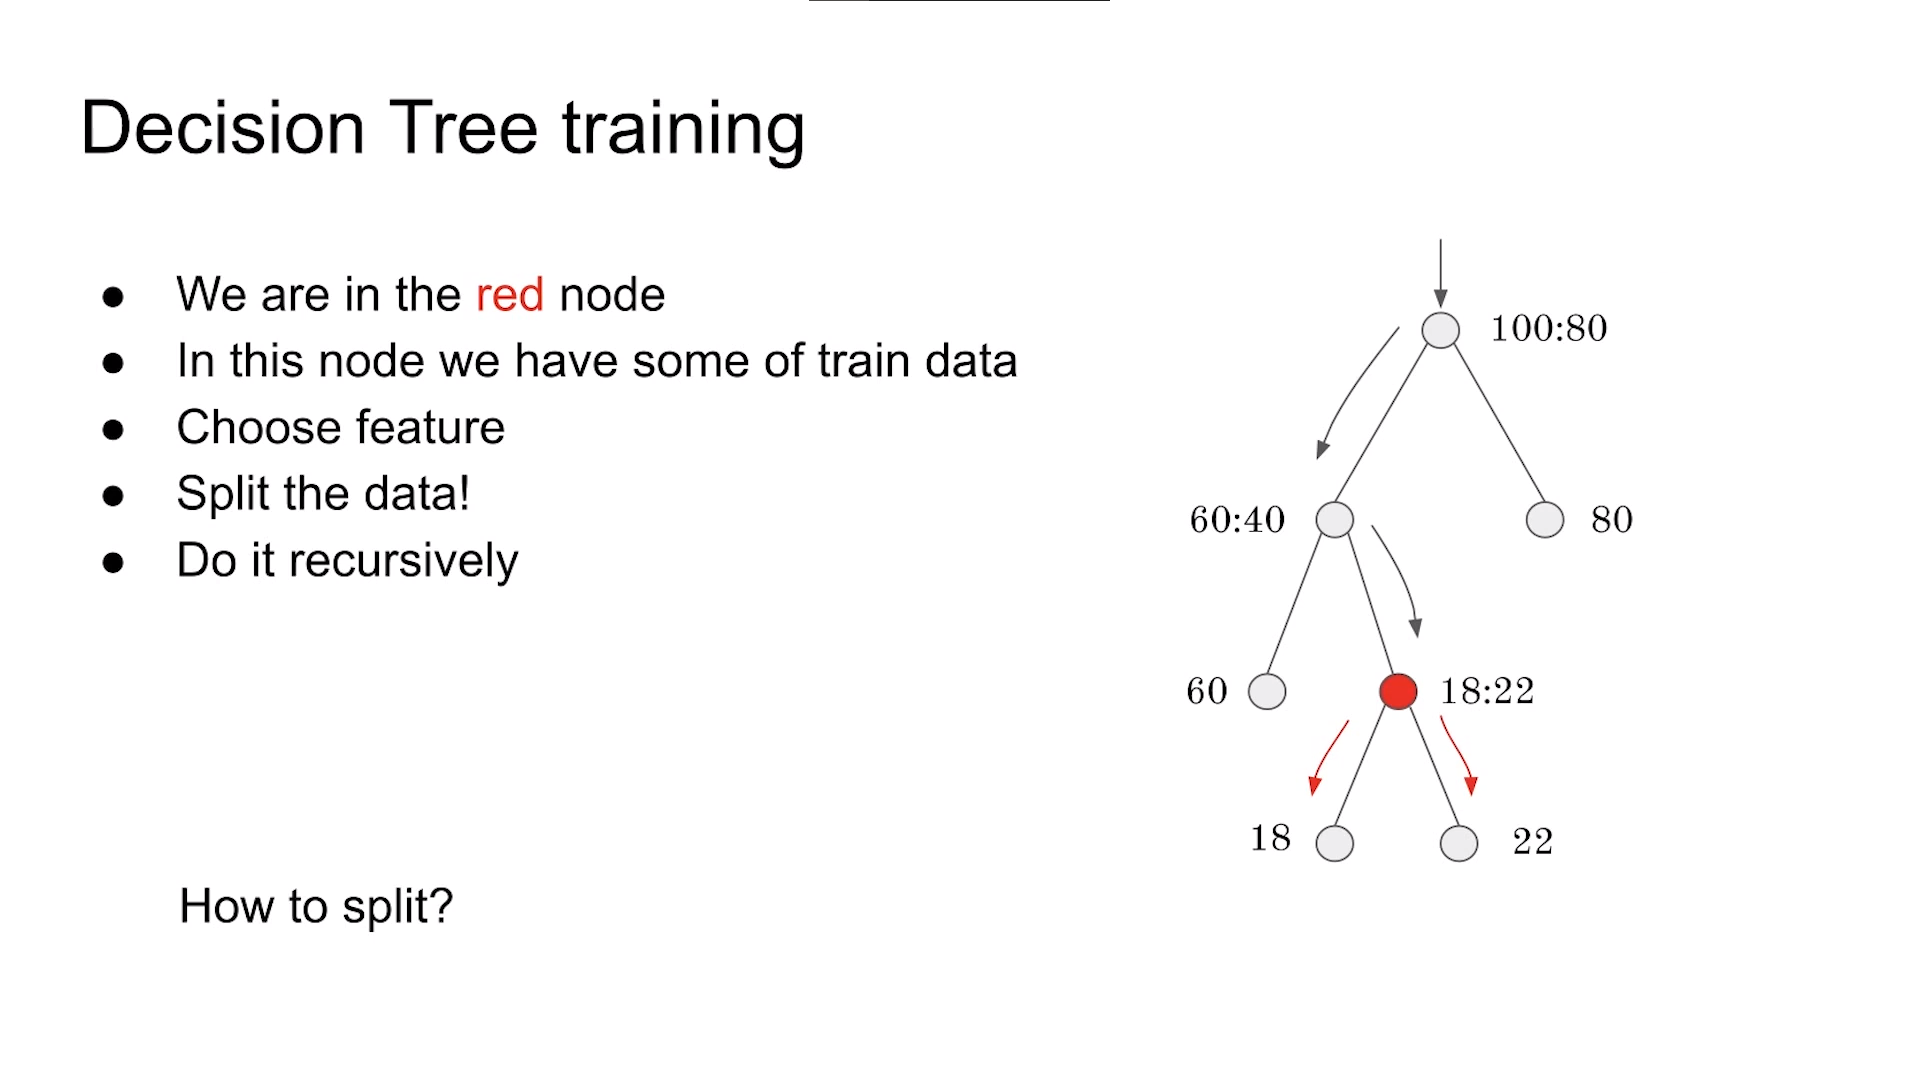 Decision Tree training
● We are in the red node
● In this node we have some of train data
● Choose feature
● Split the data!
● Do it recursively
How to split?
100:80
60:40
80
60
18:22
18
22